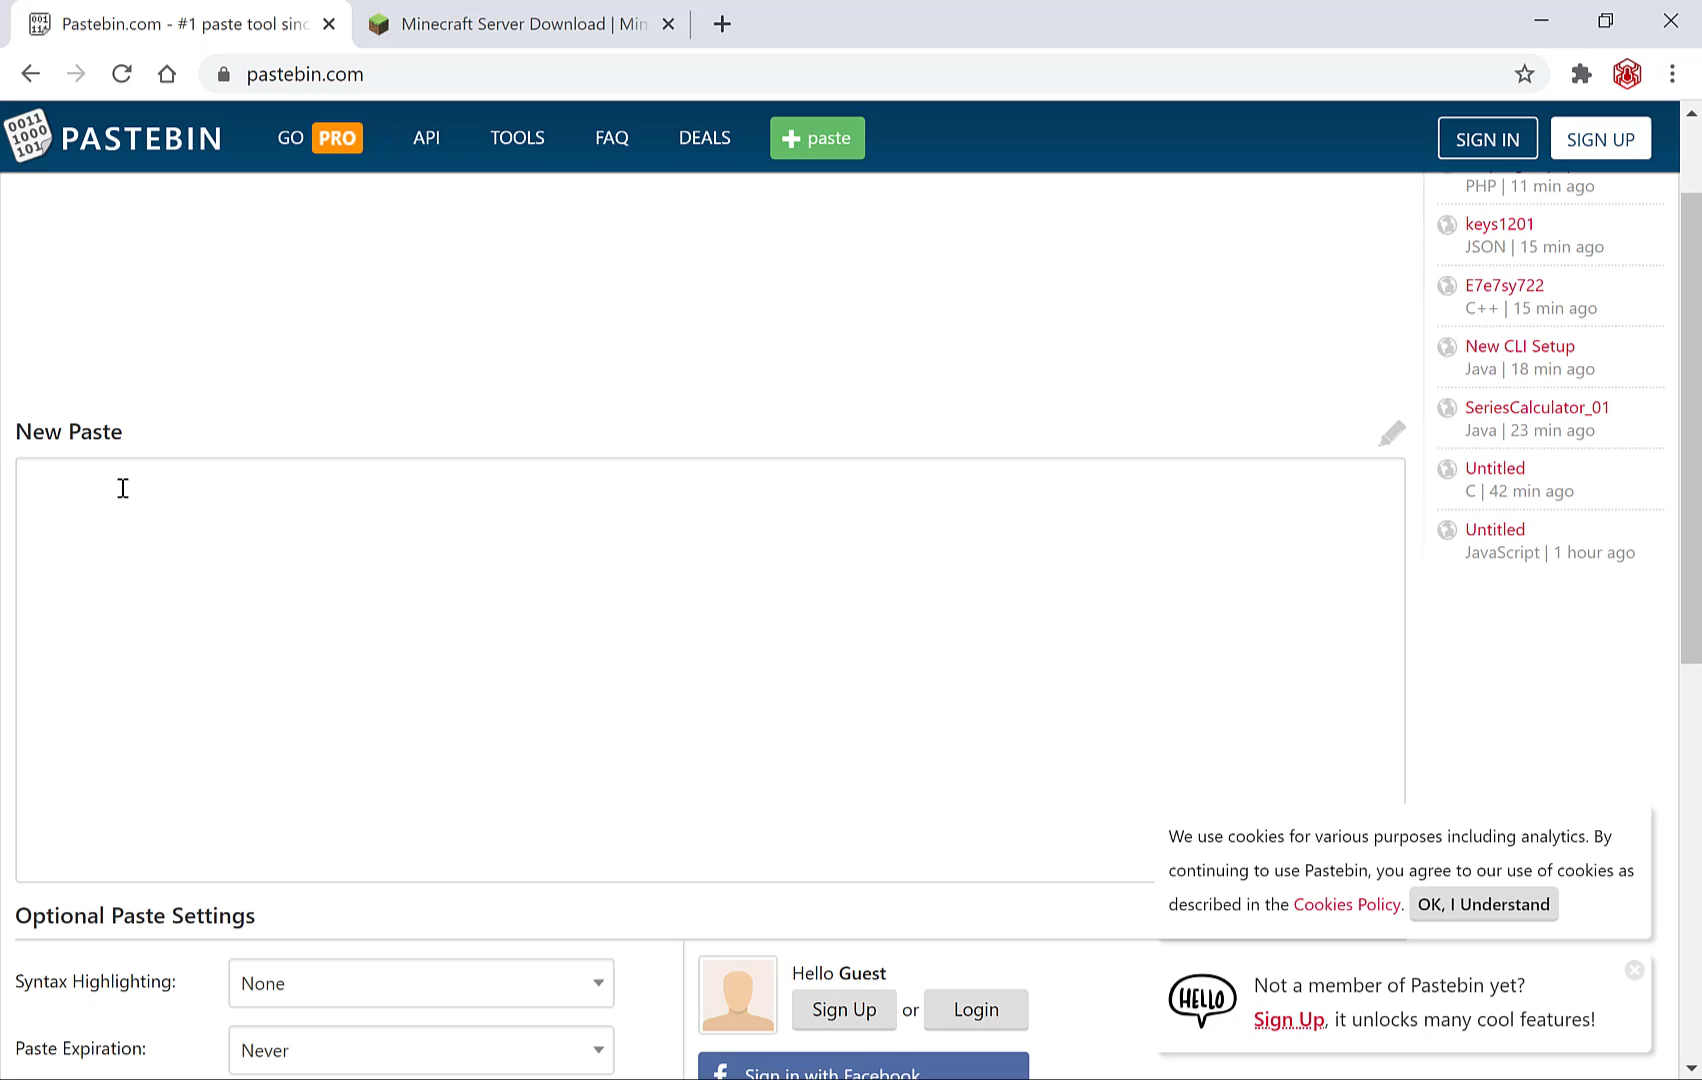 Pastebin.com - #1 paste tool sinc
Minecraft Server Download | Min
pastebin.com
0011
1000
101
PASTEBIN
GO PRO
API
TOOLS
FAQ
DEALS
paste
SIGN IN
SIGN UP
PHP | 11 min ago
keys1201
JSON | 15 min ago
E7e7sy722
C++ | 15 min ago
New CLI Setup
Java | 18 min ago
SeriesCalculator_01
Java | 23 min ago
Untitled
C | 42 min ago
Untitled
JavaScript | 1 hour ago
New Paste
We use cookies for various purposes including analytics. By
continuing to use Pastebin, you agree to our use of cookies as
described in the Cookies Policy. OK, I Understand
Optional Paste Settings
Syntax Highlighting: None
Paste Expiration: Never
Hello Guest
Sign Up or Login
Sign in with Facebook
HELLO
Not a member of Pastebin yet?
Sign Up, it unlocks many cool features!